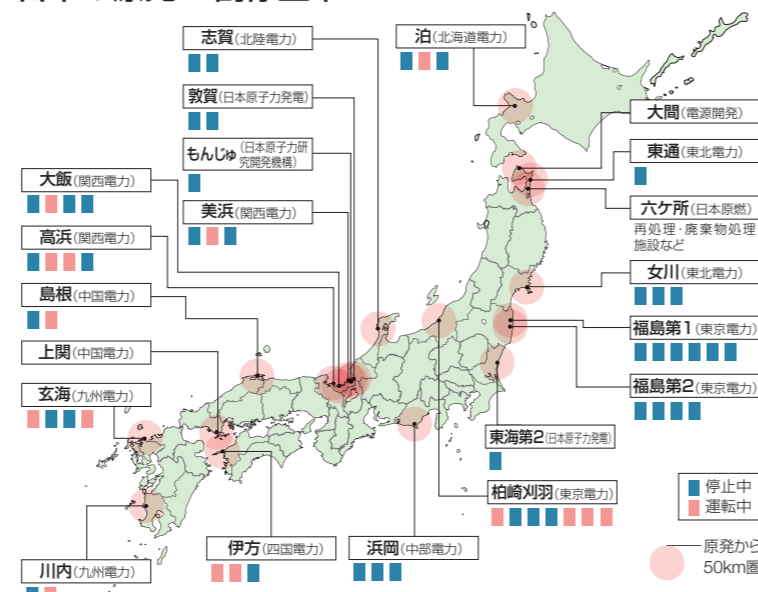 志賀(北陸電力)
泊(北海道電力)
敦賀(日本原子力発電)
大間(電源開発)
もんじゅ(日本原子力研
究開発機構)
東通(東北電力)
大飯(関西電力)
美浜(関西電力)
六ケ所(日本原燃)
再処理・廃棄物処理
施設など
高浜(関西電力)
女川(東北電力)
島根(中国電力)
福島第1(東京電力)
上関(中国電力)
福島第2(東京電力)
玄海(九州電力)
東海第2(日本原子力発電)
柏崎刈羽(東京電力)
停止中
運転中
伊方(四国電力)
浜岡(中部電力)
原発から
50km圏
川内(九州電力)